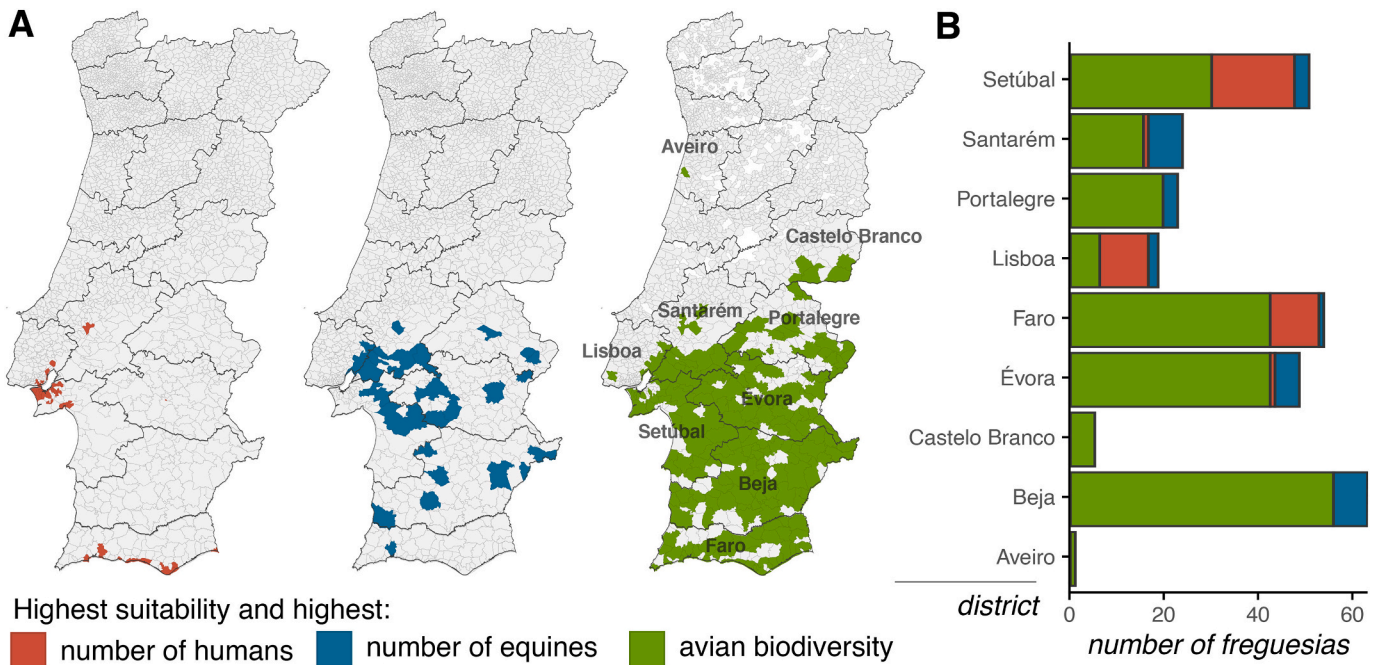 A
Aveiro
Castelo Branco
Santarém
Portalegre
Lisboa
Évora
Setúbal
Beja
Faro
Highest suitability and highest:
number of humans
number of equines
avian biodiversity
B
Setúbal
Santarém
Portalegre
Lisboa
Faro
Évora
Castelo Branco
Beja
Aveiro
district
0 20 40 60
number of freguesias